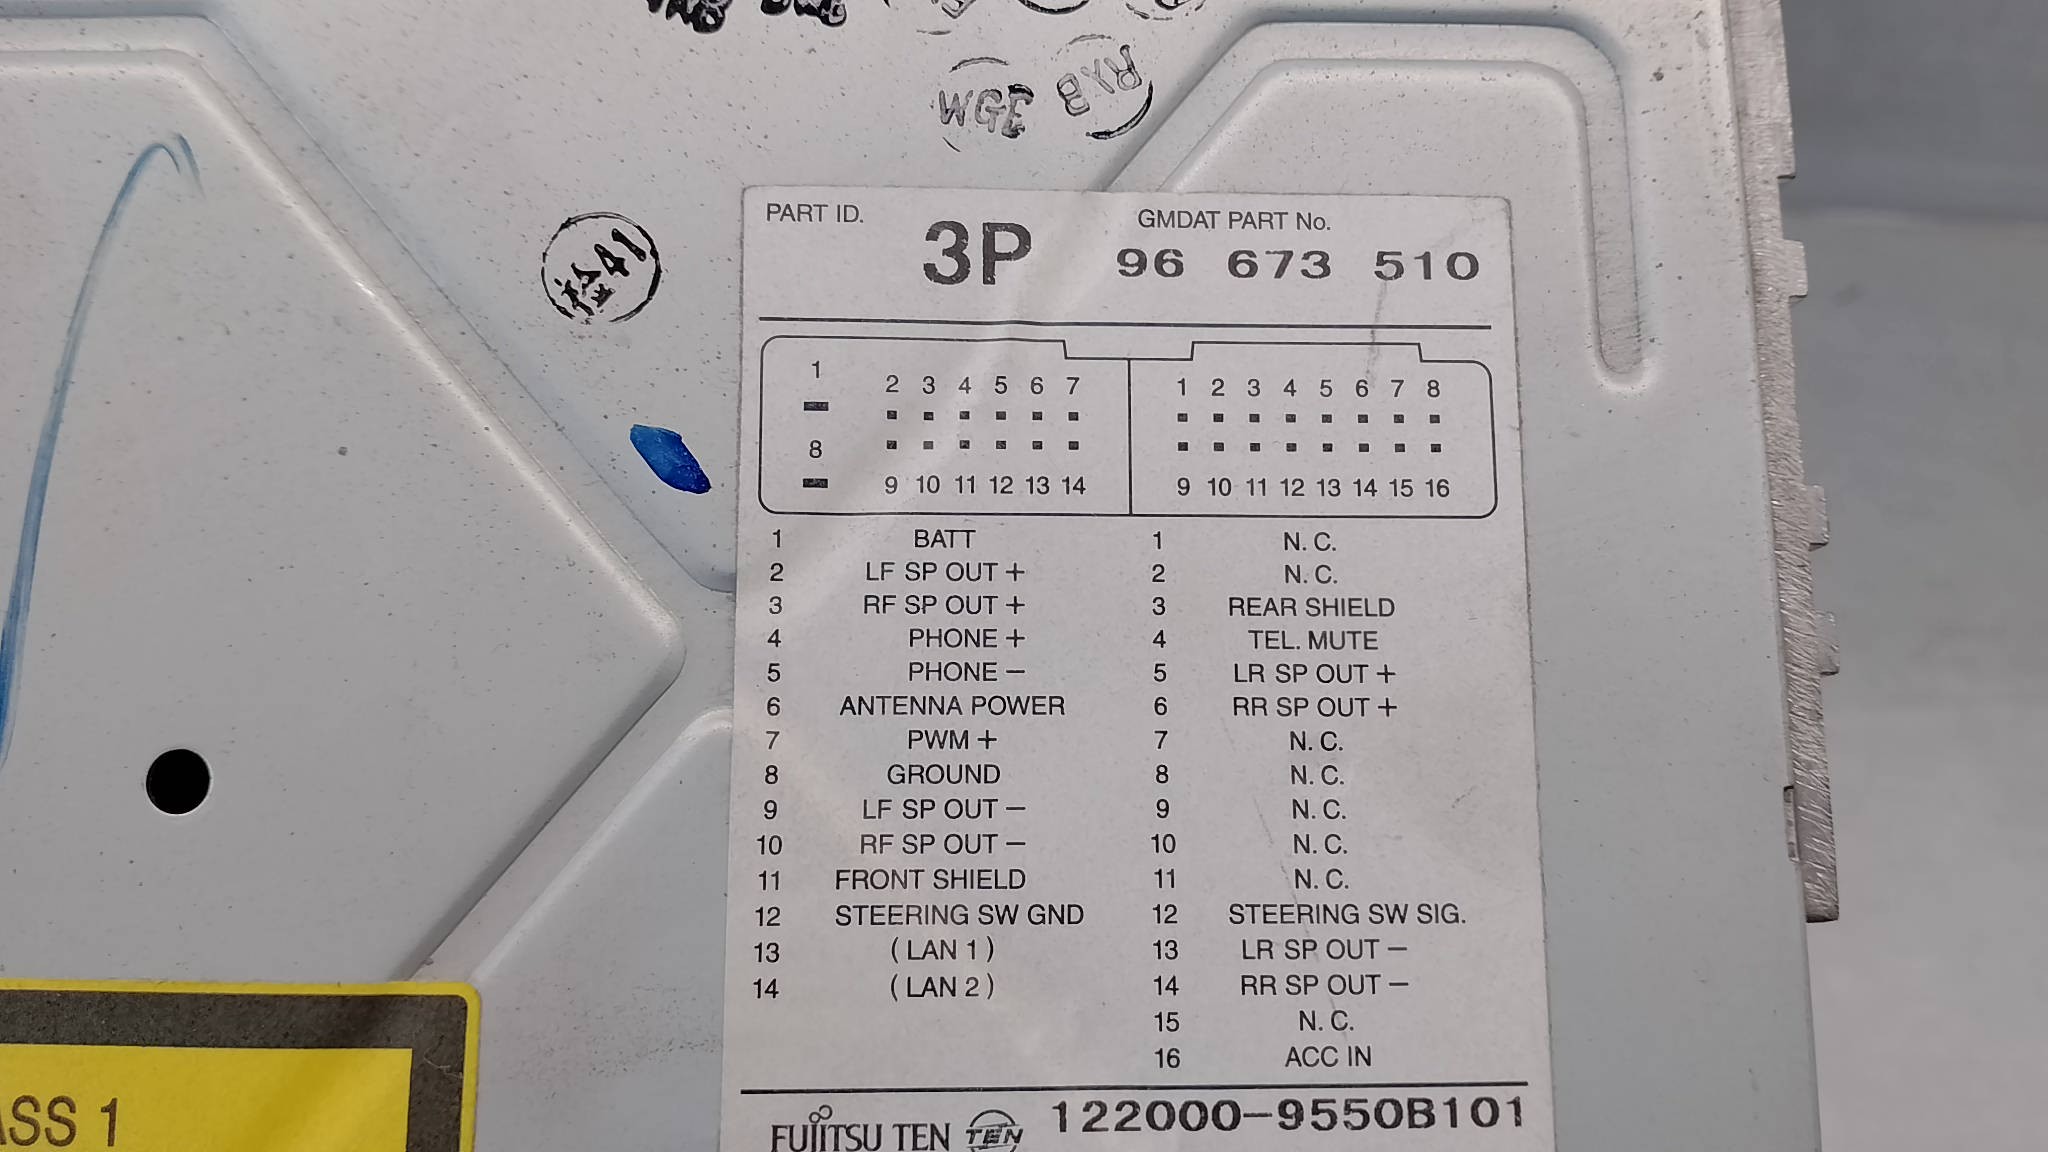 WGE RXB
检41
PART ID. 3P GMDAT PART No.
96 673 510
1
2 3 4 5 6 7 1 2 3 4 5 6 7 8
8
9 10 11 12 13 14 9 10 11 12 13 14 15 16
1 BATT 1 N. C.
2 LF SP OUT + 2 N. C.
3 RF SP OUT + 3 REAR SHIELD
4 PHONE + 4 TEL. MUTE
5 PHONE − 5 LR SP OUT +
6 ANTENNA POWER 6 RR SP OUT +
7 PWM + 7 N. C.
8 GROUND 8 N. C.
9 LF SP OUT − 9 N. C.
10 RF SP OUT − 10 N. C.
11 FRONT SHIELD 11 N. C.
12 STEERING SW GND 12 STEERING SW SIG.
13 ( LAN 1 ) 13 LR SP OUT −
14 ( LAN 2 ) 14 RR SP OUT −
15 N. C.
16 ACC IN
FUJITSU TEN TEN 122000-9550B101
ASS 1